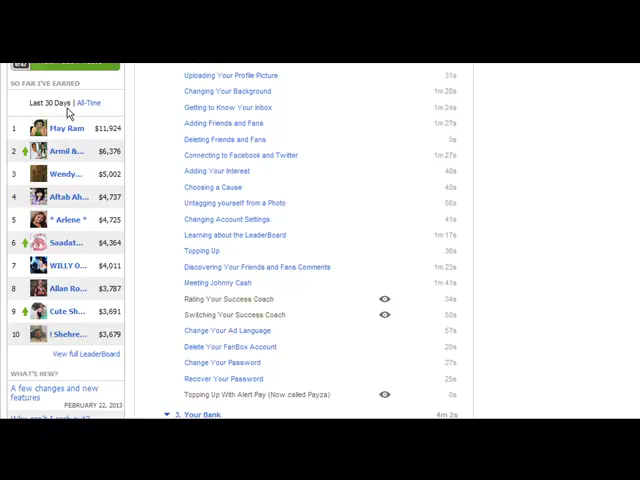 SO FAR I'VE EARNED
Last 30 Days | All-Time
1 May Ram $11,924
2 Armil &... $6,376
3 Wendy... $5,002
4 Aftab Ah... $4,737
5 * Arlene * $4,725
6 Saadat... $4,364
7 WILLY O... $4,011
8 Allan Ro... $3,787
9 Cute Sh... $3,691
10 ! Shehre... $3,679
View full LeaderBoard
WHAT'S NEW?
A few changes and new
features
FEBRUARY 22, 2013
Why can't I cash out?
Uploading Your Profile Picture 31s
Changing Your Background 1m 28s
Getting to Know Your Inbox 1m 24s
Adding Friends and Fans 1m 27s
Deleting Friends and Fans 0s
Connecting to Facebook and Twitter 1m 27s
Adding Your Interest 48s
Choosing a Cause 40s
Untagging yourself from a Photo 56s
Changing Account Settings 41s
Learning about the LeaderBoard 1m 17s
Topping Up 36s
Discovering Your Friends and Fans Comments 1m 23s
Meeting Johnny Cash 1m 41s
Rating Your Success Coach 34s
Switching Your Success Coach 58s
Change Your Ad Language 57s
Delete Your FanBox Account 20s
Change Your Password 27s
Recover Your Password 25s
Topping Up With Alert Pay (Now called Payza) 0s
3. Your Bank 4m 2s